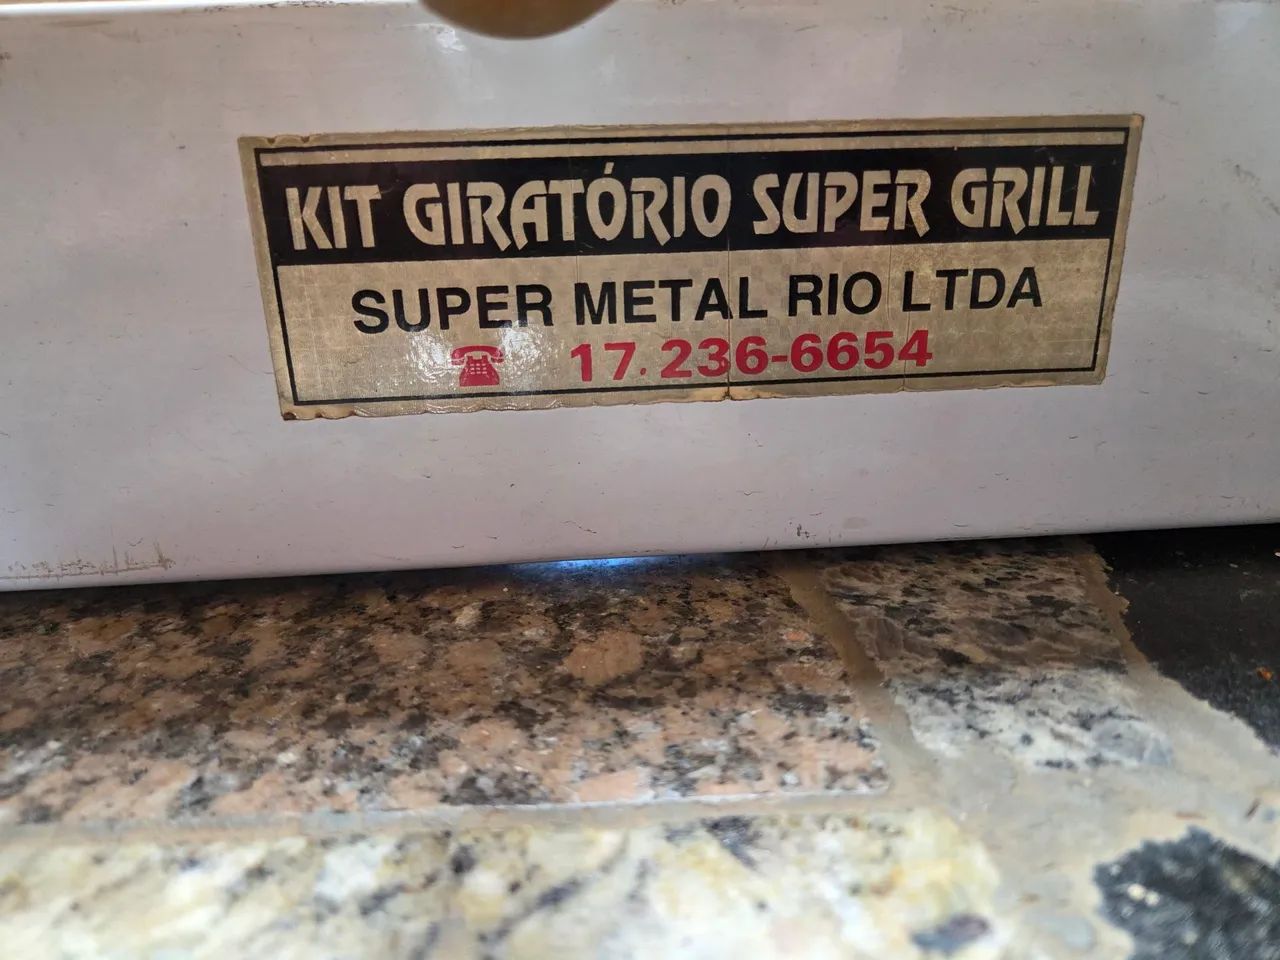 KIT GIRATÓRIO SUPER GRILL
SUPER METAL RIO LTDA
17.236-6654